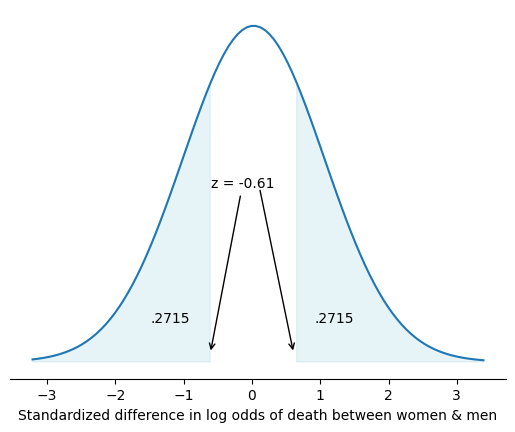 z = -0.61
.2715 .2715
−3 −2 −1 0 1 2 3
Standardized difference in log odds of death between women & men